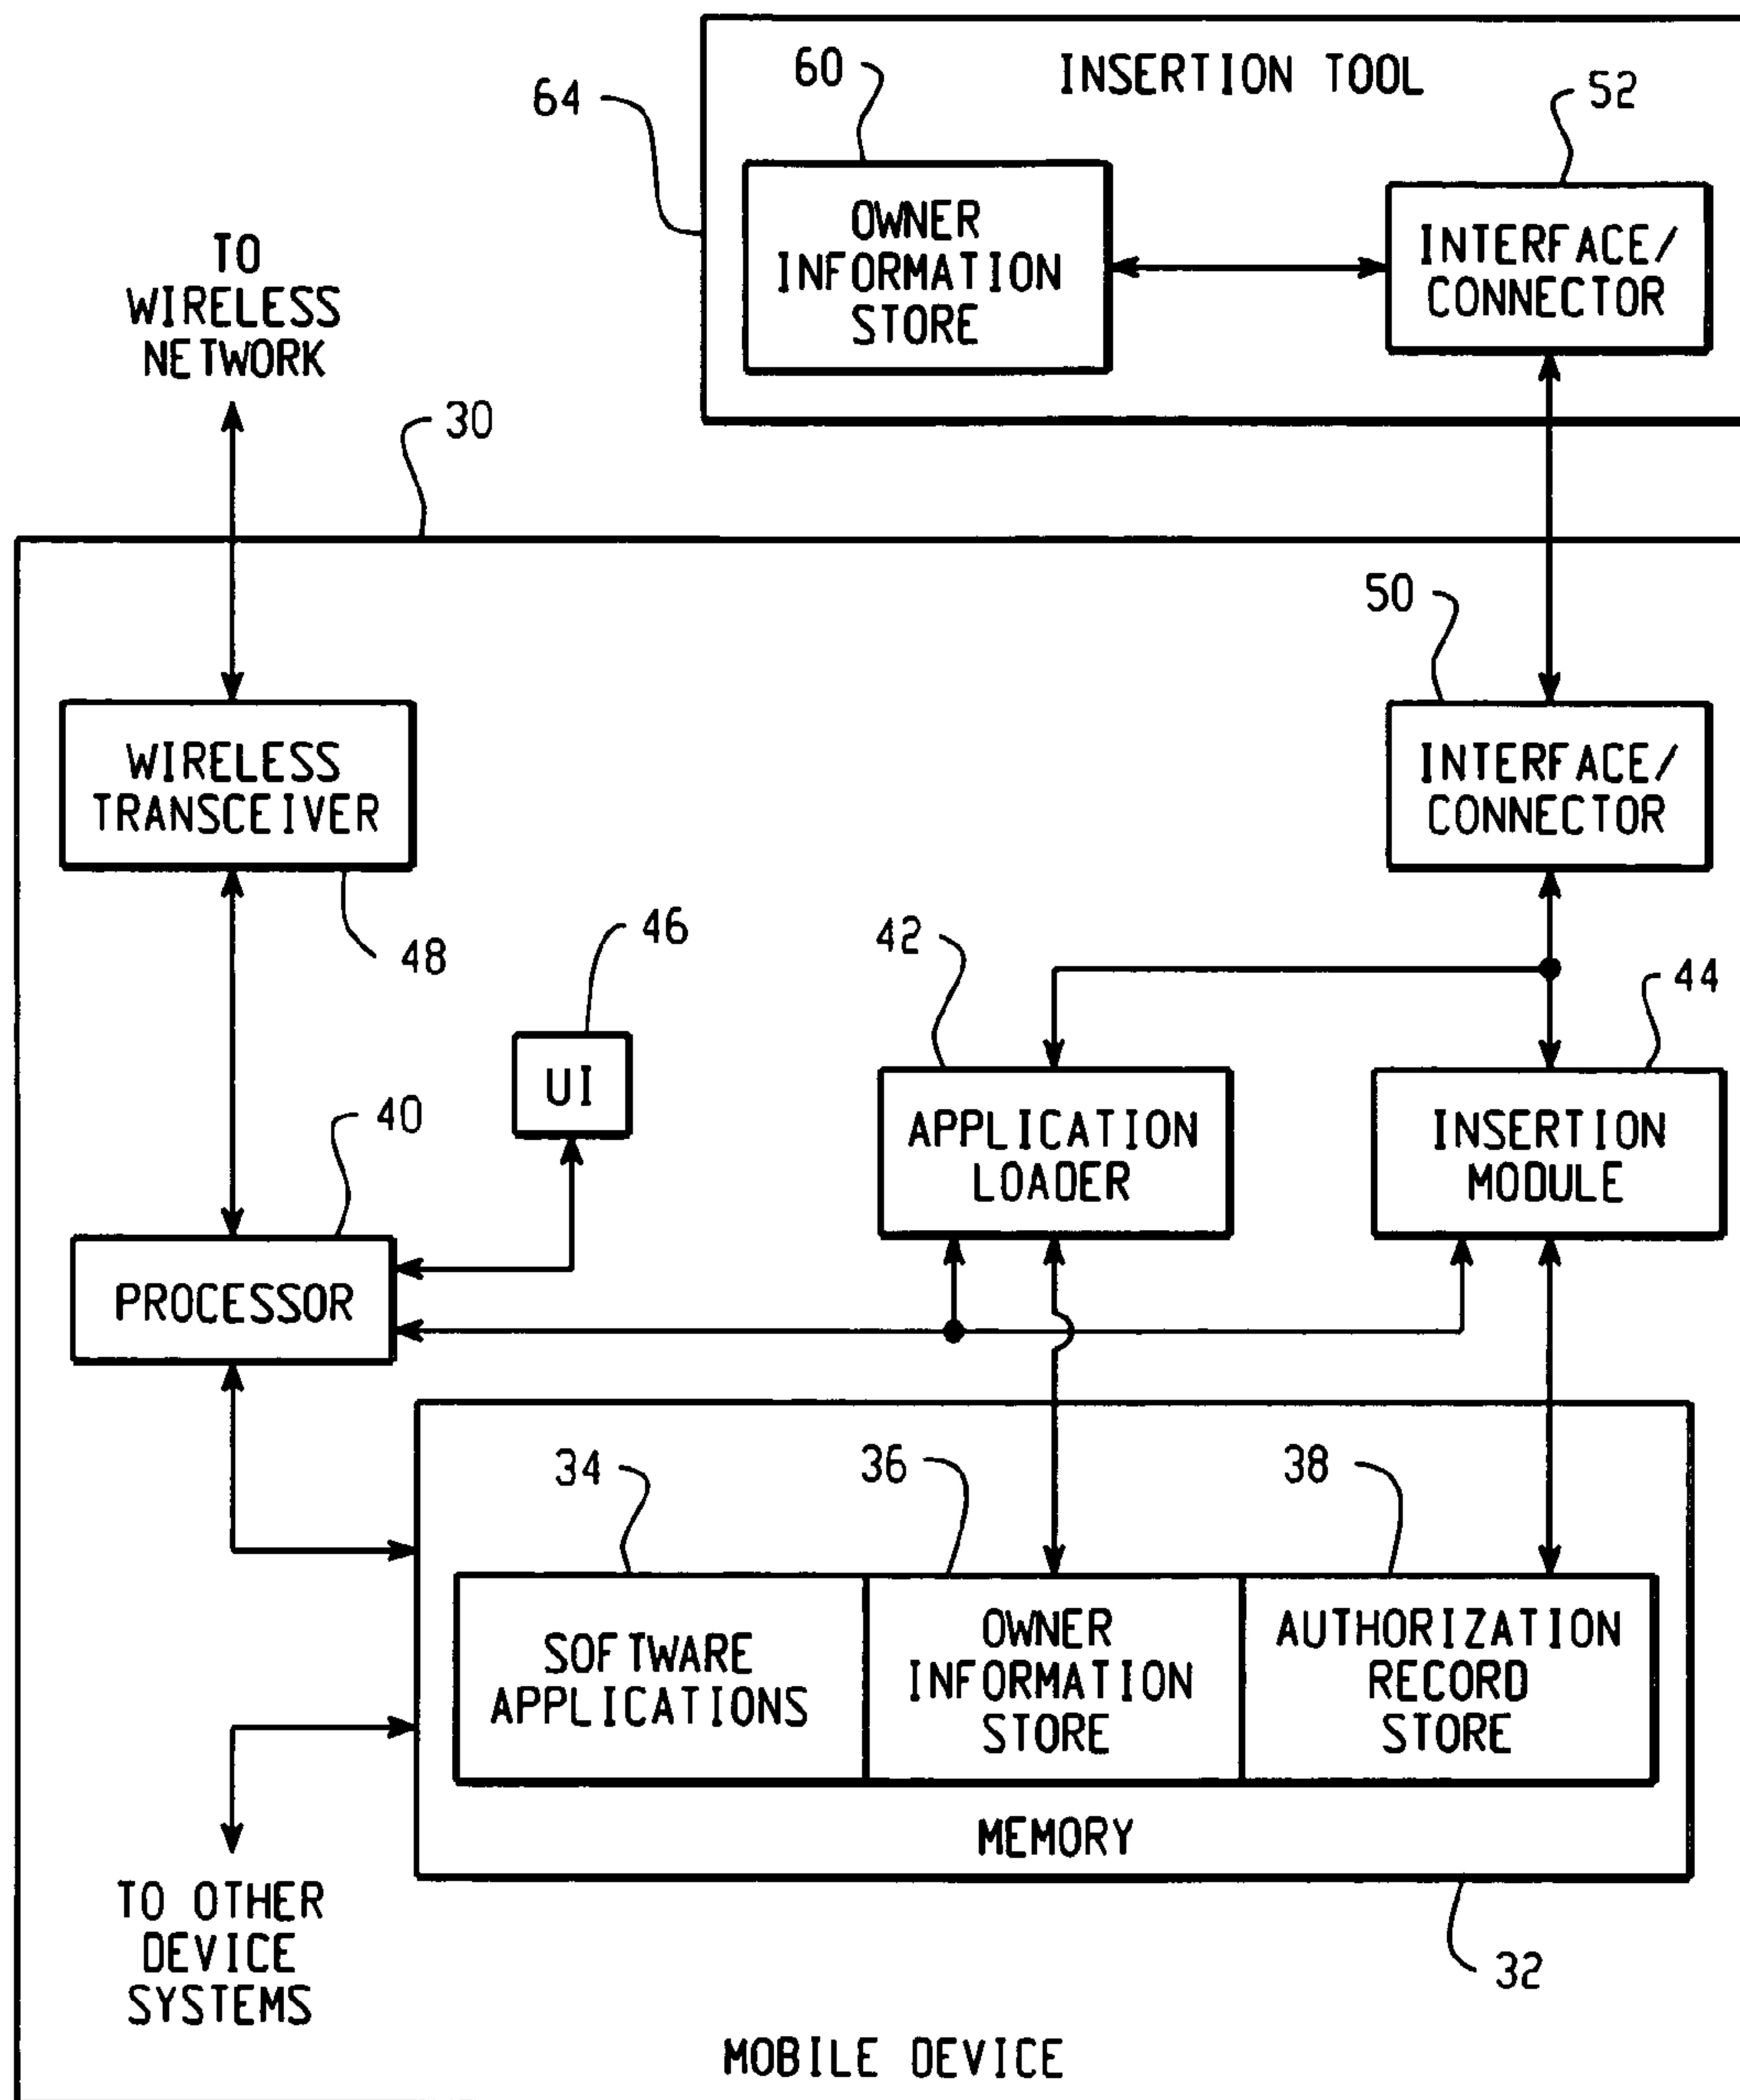 INSERTION TOOL
60
64
52
OWNER
INFORMATION
STORE
INTERFACE/
CONNECTOR
TO
WIRELESS
NETWORK
30
50
WIRELESS
TRANSCEIVER
INTERFACE/
CONNECTOR
48
46
42
44
UI
40
APPLICATION
LOADER
INSERTION
MODULE
PROCESSOR
34
36
38
SOFTWARE
APPLICATIONS
OWNER
INFORMATION
STORE
AUTHORIZATION
RECORD
STORE
MEMORY
TO OTHER
DEVICE
SYSTEMS
32
MOBILE DEVICE